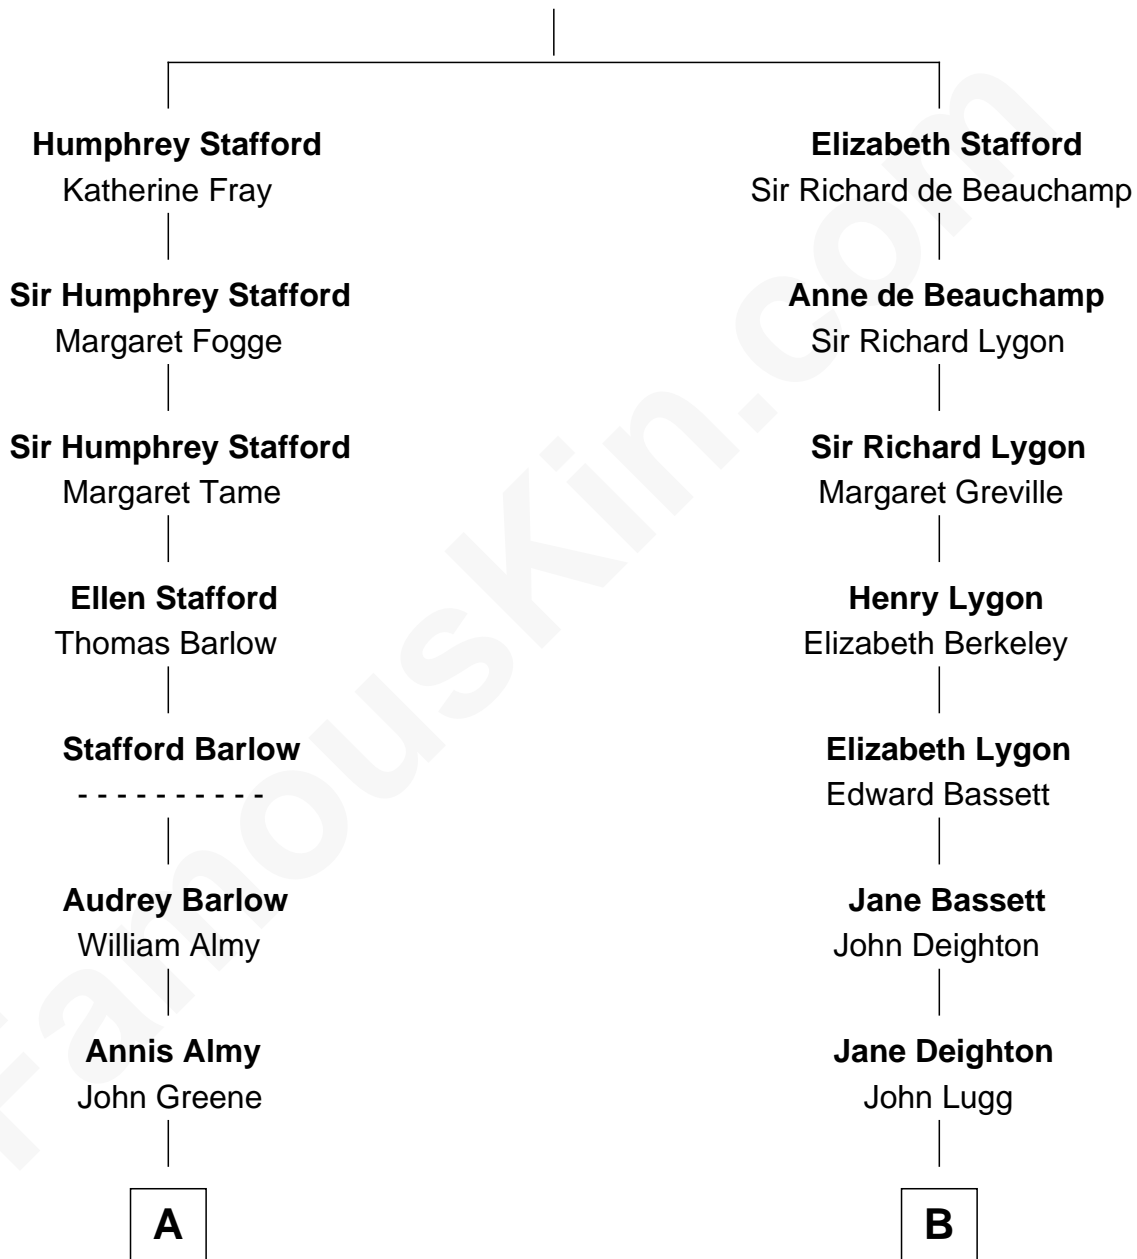 Humphrey Stafford
Katherine Fray
Elizabeth Stafford
Sir Richard de Beauchamp
Sir Humphrey Stafford
Margaret Fogge
Anne de Beauchamp
Sir Richard Lygon
Sir Humphrey Stafford
Margaret Tame
Sir Richard Lygon
Margaret Greville
Ellen Stafford
Thomas Barlow
Henry Lygon
Elizabeth Berkeley
Stafford Barlow
- - - - - - - - - -
Elizabeth Lygon
Edward Bassett
Audrey Barlow
William Almy
Jane Bassett
John Deighton
Annis Almy
John Greene
Jane Deighton
John Lugg
A
B
FamousKin.com